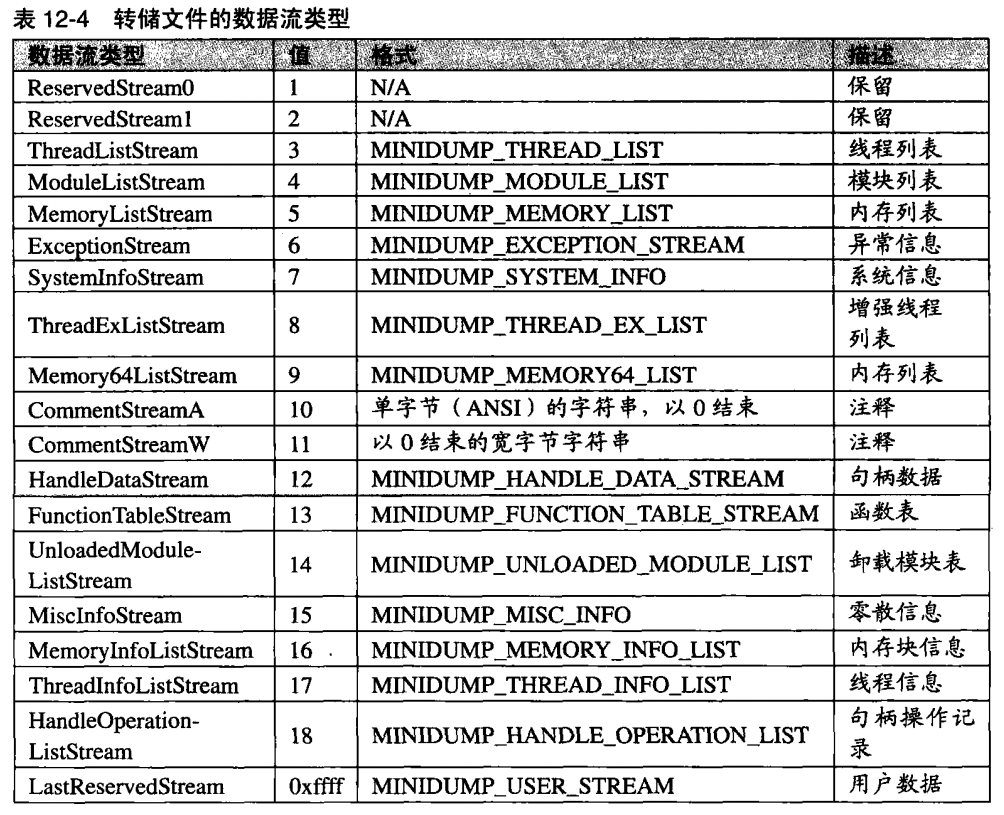 表 12-4 转储文件的数据流类型
数据流类型 值 格式 描述
ReservedStream0 1 N/A 保留
ReservedStream1 2 N/A 保留
ThreadListStream 3 MINIDUMP_THREAD_LIST 线程列表
ModuleListStream 4 MINIDUMP_MODULE_LIST 模块列表
MemoryListStream 5 MINIDUMP_MEMORY_LIST 内存列表
ExceptionStream 6 MINIDUMP_EXCEPTION_STREAM 异常信息
SystemInfoStream 7 MINIDUMP_SYSTEM_INFO 系统信息
ThreadExListStream 8 MINIDUMP_THREAD_EX_LIST 增强线程
列表
Memory64ListStream 9 MINIDUMP_MEMORY64_LIST 内存列表
CommentStreamA 10 单字节（ANSI）的字符串，以 0 结束 注释
CommentStreamW 11 以 0 结束的宽字节字符串 注释
HandleDataStream 12 MINIDUMP_HANDLE_DATA_STREAM 句柄数据
FunctionTableStream 13 MINIDUMP_FUNCTION_TABLE_STREAM 函数表
UnloadedModule-
ListStream 14 MINIDUMP_UNLOADED_MODULE_LIST 卸载模块表
MiscInfoStream 15 MINIDUMP_MISC_INFO 零散信息
MemoryInfoListStream 16 MINIDUMP_MEMORY_INFO_LIST 内存块信息
ThreadInfoListStream 17 MINIDUMP_THREAD_INFO_LIST 线程信息
HandleOperation-
ListStream 18 MINIDUMP_HANDLE_OPERATION_LIST 句柄操作记
录
LastReservedStream 0xffff MINIDUMP_USER_STREAM 用户数据